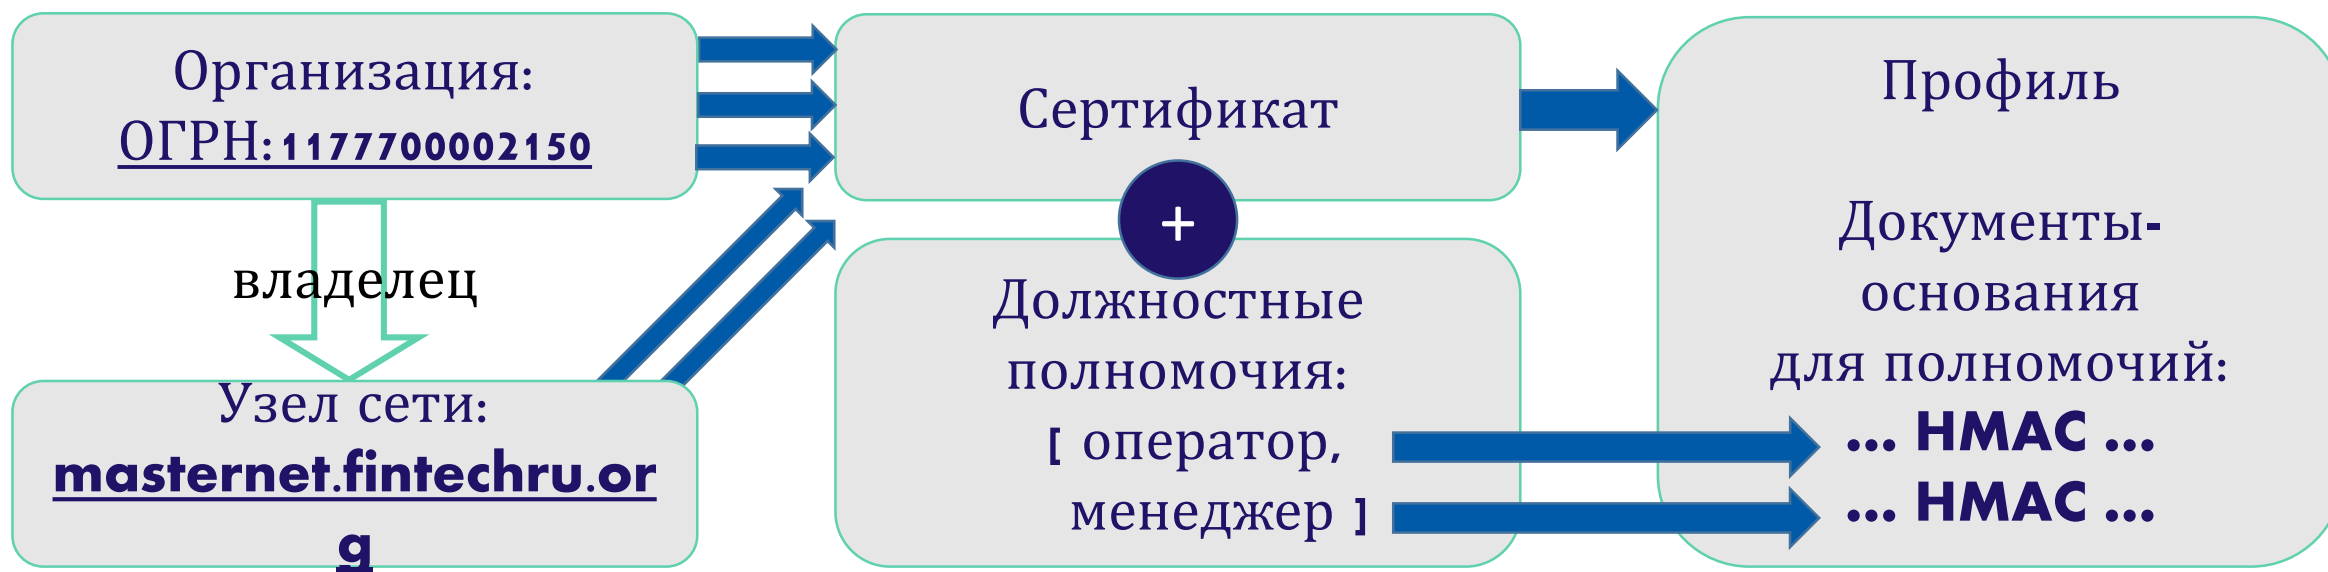 Организация:
ОГРН: 1177700002150
владелец
Узел сети:
masternet.fintechru.or
g
Сертификат
+
Должностные
полномочия:
[ оператор,
менеджер ]
Профиль
Документы-
основания
для полномочий:
... HMAC ...
... HMAC ...